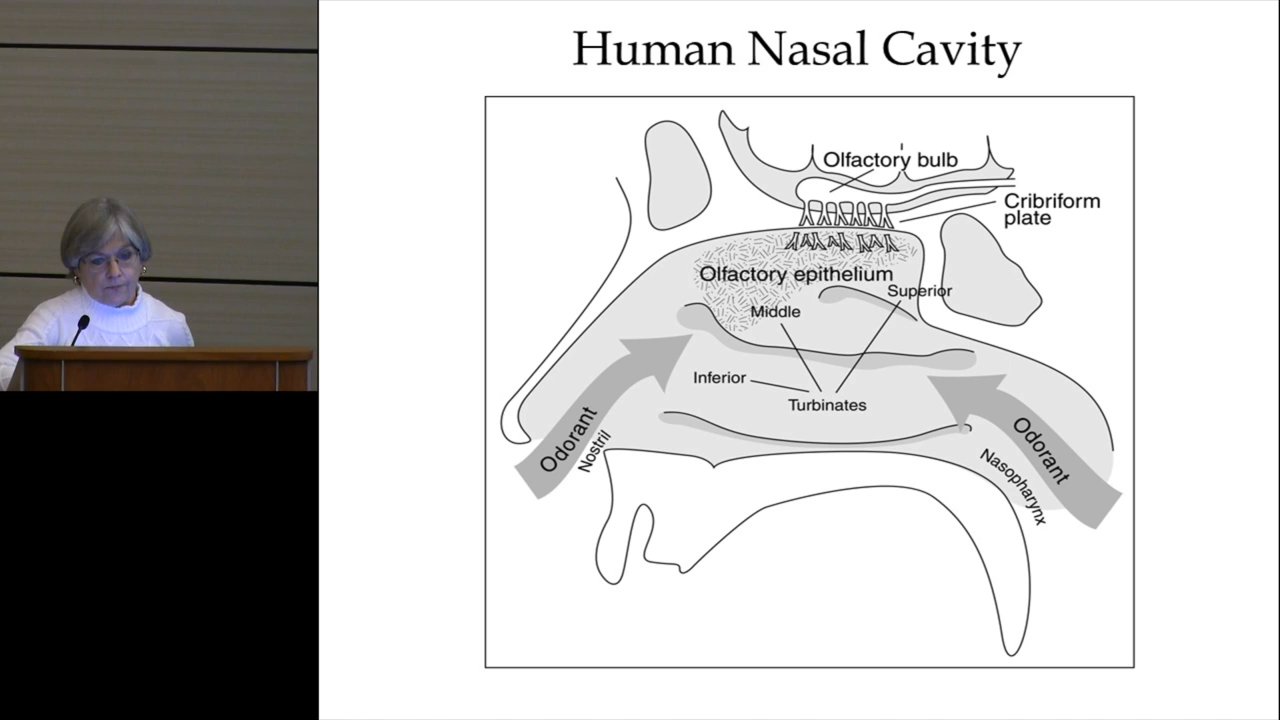 Human Nasal Cavity
Olfactory bulb
Cribriform
plate
Olfactory epithelium
Superior
Middle
Inferior
Turbinates
Odorant
Nostril
Odorant
Nasopharynx